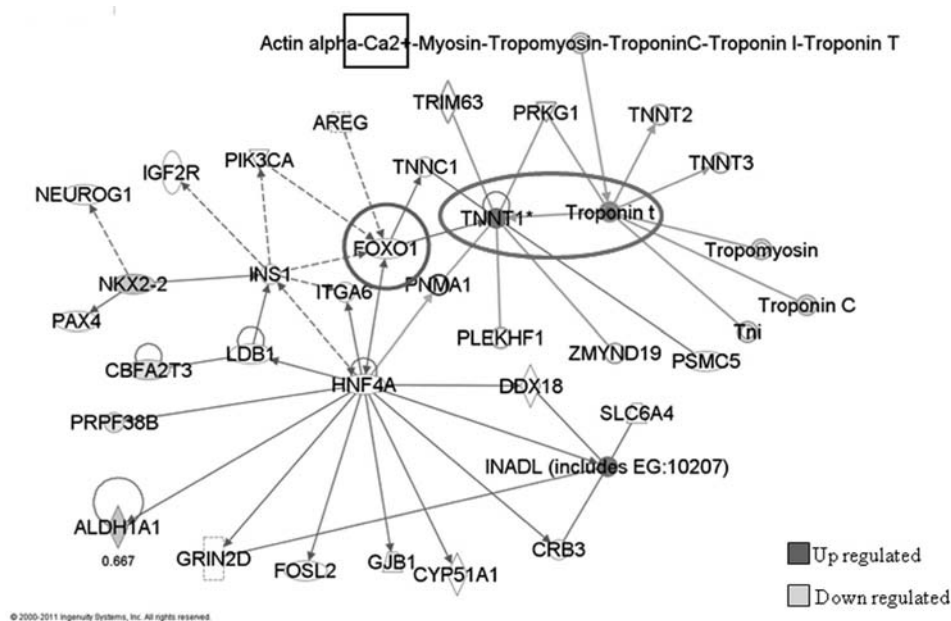 Actin alpha-Ca2+-Myosin-Tropomyosin-TroponinC-Troponin I-Troponin T
TRIM63
PRKG1
TNNT2
AREG
TNNT3
PIK3CA
TNNC1
IGF2R
NEUROG1
TNNT1*
Troponin t
FOXO1
Tropomyosin
NKX2-2
INS1
ITGA6
PNMA1
Troponin C
PAX4
Tni
PLEKHF1
ZMYND19
PSMC5
CBFA2T3
LDB1
HNF4A
DDX18
PRPF38B
SLC6A4
INADL (includes EG:10207)
ALDH1A1
0.667
GRIN2D
FOSL2
GJB1
CYP51A1
CRB3
Up regulated
Down regulated
© 2000-2011 Ingenuity Systems, Inc. All rights reserved.